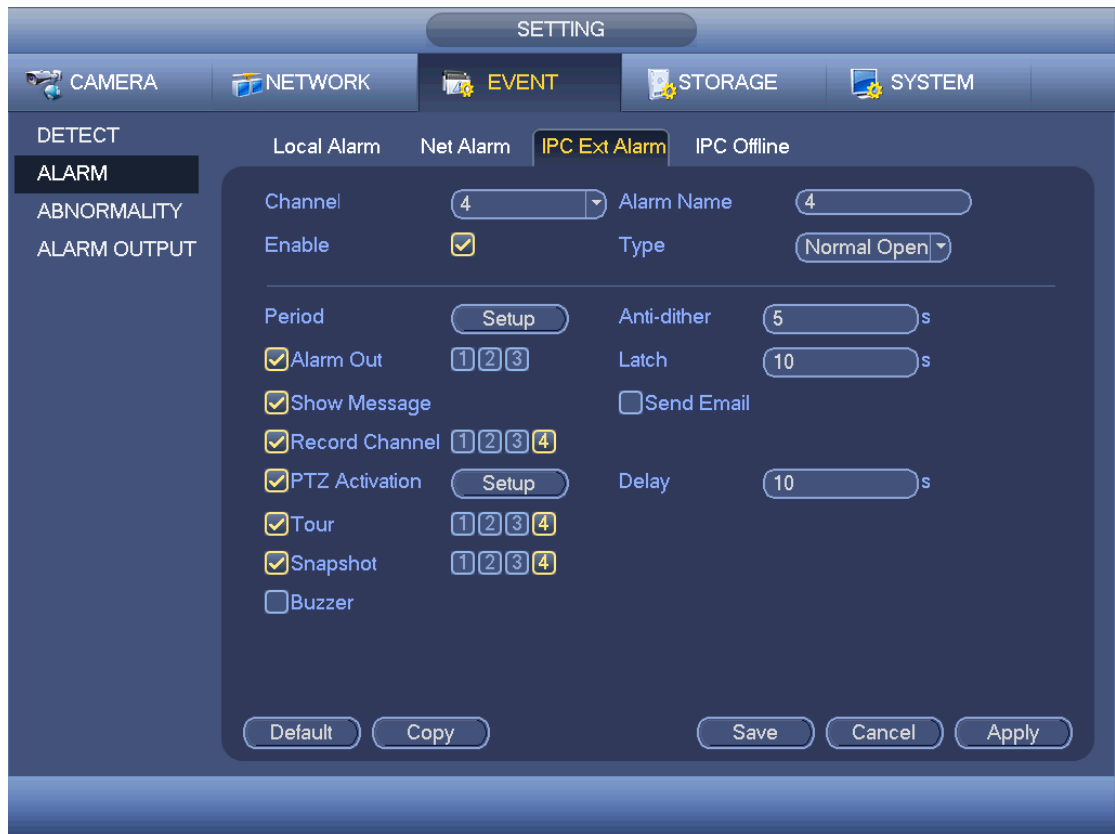 SETTING
CAMERA NETWORK EVENT STORAGE SYSTEM
DETECT
ALARM
ABNORMALITY
ALARM OUTPUT
Local Alarm Net Alarm IPC Ext Alarm IPC Offline
Channel 4 Alarm Name 4
Enable Type Normal Open
Period Setup Anti-dither 5 s
Alarm Out 1 2 3 Latch 10 s
Show Message Send Email
Record Channel 1 2 3 4
PTZ Activation Setup Delay 10 s
Tour 1 2 3 4
Snapshot 1 2 3 4
Buzzer
Default Copy Save Cancel Apply